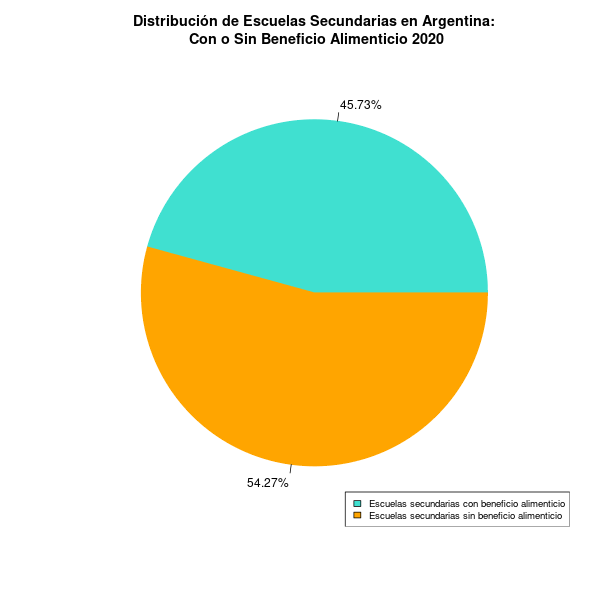 Distribución de Escuelas Secundarias en Argentina:
Con o Sin Beneficio Alimenticio 2020
45.73%
54.27%
Escuelas secundarias con beneficio alimenticio
Escuelas secundarias sin beneficio alimenticio